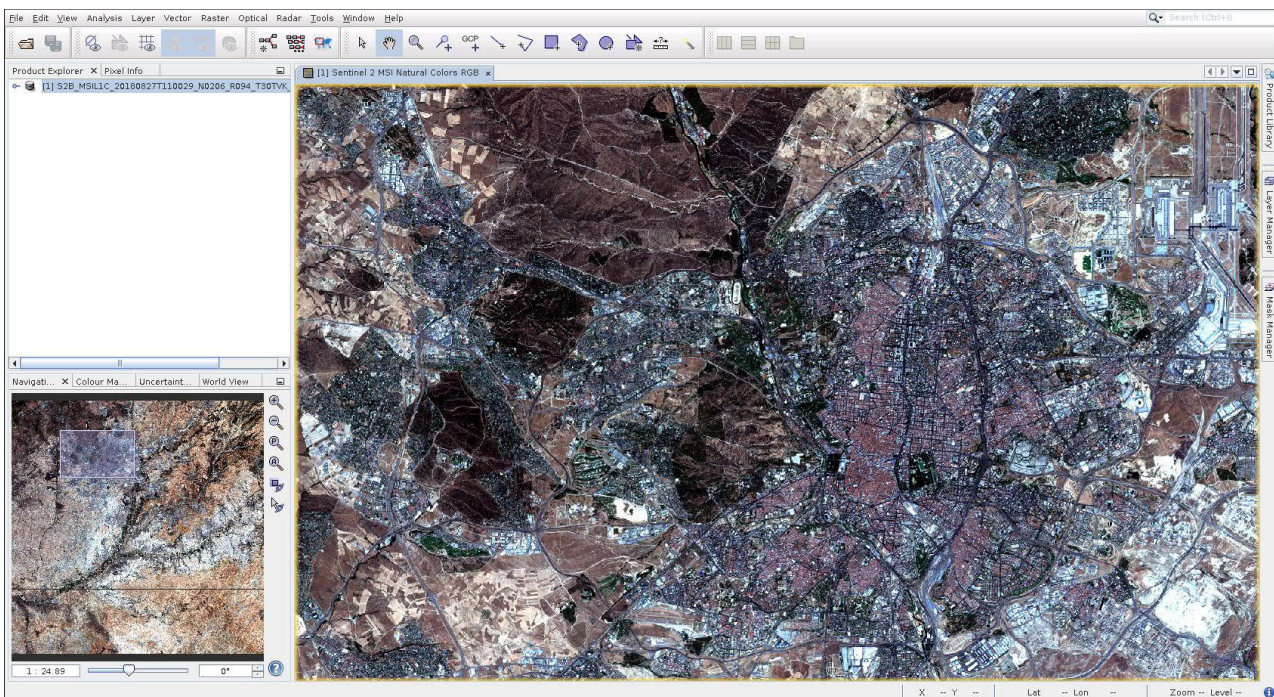 File Edit View Analysis Layer Vector Raster Optical Radar Tools Window Help
Search (Ctrl+I)
GCP
Product Explorer X Pixel Info
[1] S2B_MSIL1C_20180827T110029_N0206_R094_T30TVK_
[1] Sentinel 2 MSI Natural Colors RGB x
Product Library
Layer Manager
Mask Manager
Navigati... X Colour Ma... Uncertaint... World View
1 : 24.89
0°
X -- Y -- Lat -- Lon -- Zoom -- Level --